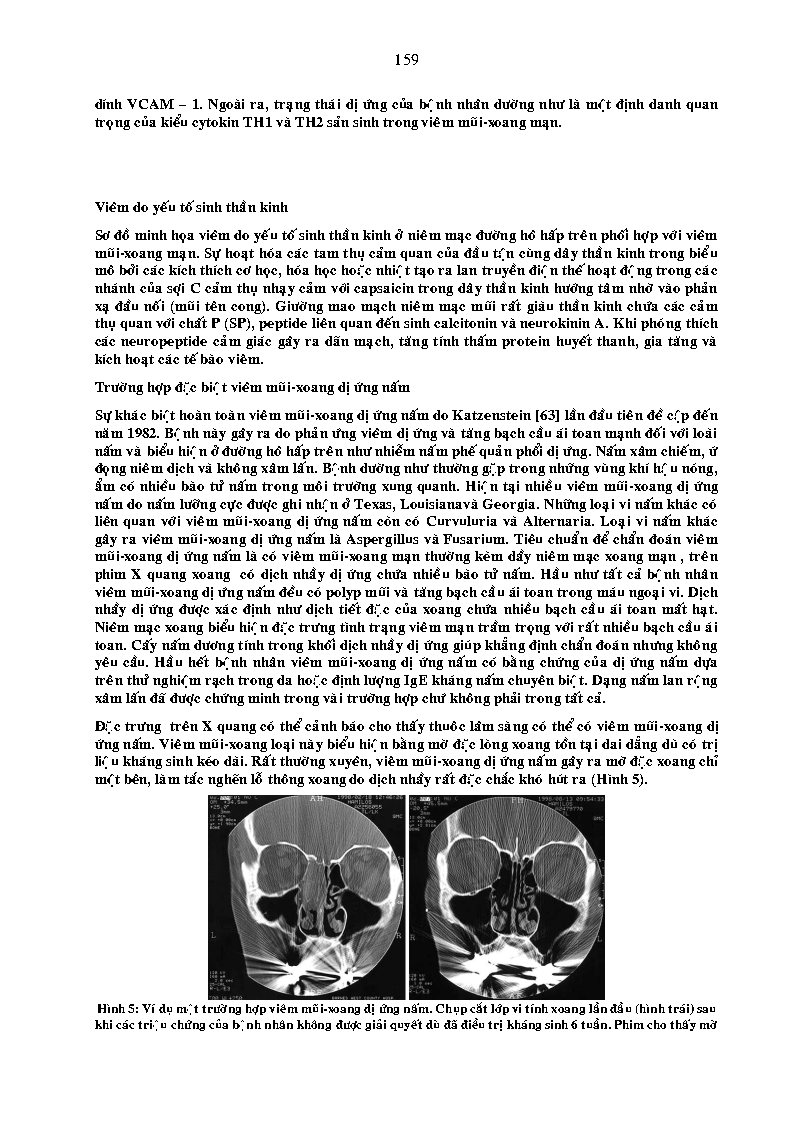 159
dính VCAM – 1. Ngoài ra, trạng thái dị ứng của bệnh nhân dường như là một định danh quan
trọng của kiểu cytokin TH1 và TH2 sản sinh trong viêm mũi-xoang mạn.
Viêm do yếu tố sinh thần kinh
Sơ đồ minh họa viêm do yếu tố sinh thần kinh ở niêm mạc đường hô hấp trên phối hợp với viêm
mũi-xoang mạn. Sự hoạt hóa các tam thụ cảm quan của đầu tận cùng dây thần kinh trong biểu
mô bởi các kích thích cơ học, hóa học hoặc nhiệt tạo ra lan truyền điện thế hoạt động trong các
nhánh của sợi C cảm thụ nhạy cảm với capsaicin trong dây thần kinh hướng tâm nhờ vào phản
xạ đầu nối (mũi tên cong). Giường mao mạch niêm mạc mũi rất giàu thần kinh chứa các cảm
thụ quan với chất P (SP), peptide liên quan đến sinh calcitonin và neurokinin A. Khi phóng thích
các neuropeptide cảm giác gây ra dãn mạch, tăng tính thấm protein huyết thanh, gia tăng và
kích hoạt các tế bào viêm.
Trường hợp đặc biệt viêm mũi-xoang dị ứng nấm
Sự khác biệt hoàn toàn viêm mũi-xoang dị ứng nấm do Katzenstein [63] lần đầu tiên đề cập đến
năm 1982. Bệnh này gây ra do phản ứng viêm dị ứng và tăng bạch cầu ái toan mạnh đối với loài
nấm và biểu hiện ở đường hô hấp trên như nhiễm nấm phế quản phổi dị ứng. Nấm xâm chiếm, ứ
đọng niêm dịch và không xâm lấn. Bệnh dường như thường gặp trong những vùng khí hậu nóng,
ẩm có nhiều bào tử nấm trong môi trường xung quanh. Hiện tại nhiều viêm mũi-xoang dị ứng
nấm do nấm lưỡng cực được ghi nhận ở Texas, Louisianavà Georgia. Những loại vi nấm khác có
liên quan với viêm mũi-xoang dị ứng nấm còn có Curvuluria và Alternaria. Loại vi nấm khác
gây ra viêm mũi-xoang dị ứng nấm là Aspergillus và Fusarium. Tiêu chuẩn để chẩn đoán viêm
mũi-xoang dị ứng nấm là có viêm mũi-xoang mạn thường kèm dầy niêm mạc xoang mạn , trên
phim X quang xoang có dịch nhầy dị ứng chứa nhiều bào tử nấm. Hầu như tất cả bệnh nhân
viêm mũi-xoang dị ứng nấm đều có polyp mũi và tăng bạch cầu ái toan trong máu ngoại vi. Dịch
nhầy dị ứng được xác định như dịch tiết đặc của xoang chứa nhiều bạch cầu ái toan mất hạt.
Niêm mạc xoang biểu hiện đặc trưng tình trạng viêm mạn trầm trọng với rất nhiều bạch cầu ái
toan. Cấy nấm dương tính trong khối dịch nhầy dị ứng giúp khẳng định chẩn đoán nhưng không
yêu cầu. Hầu hết bệnh nhân viêm mũi-xoang dị ứng nấm có bằng chứng của dị ứng nấm dựa
trên thử nghiệm rạch trong da hoặc định lượng IgE kháng nấm chuyên biệt. Dạng nấm lan rộng
xâm lấn đã được chứng minh trong vài trường hợp chứ không phải trong tất cả.
Đặc trưng trên X quang có thể cảnh báo cho thấy thuốc lâm sàng có thể có viêm mũi-xoang dị
ứng nấm. Viêm mũi-xoang loại này biểu hiện bằng mờ đặc lòng xoang tồn tại dai dẳng dù có trị
liệu kháng sinh kéo dài. Rất thường xuyên, viêm mũi-xoang dị ứng nấm gây ra mờ đặc xoang chỉ
một bên, làm tắc nghẽn lỗ thông xoang do dịch nhầy rất đặc chắc khó hút ra (Hình 5).
AH
1998/02/18 12:46:26
L
R
PH
1998/08/13 09:54:33
R
L
Hình 5: Ví dụ một trường hợp viêm mũi-xoang dị ứng nấm. Chụp cắt lớp vi tính xoang lần đầu (hình trái) sau
khi các triệu chứng của bệnh nhân không được giải quyết dù đã điều trị kháng sinh 6 tuần. Phim cho thấy mờ